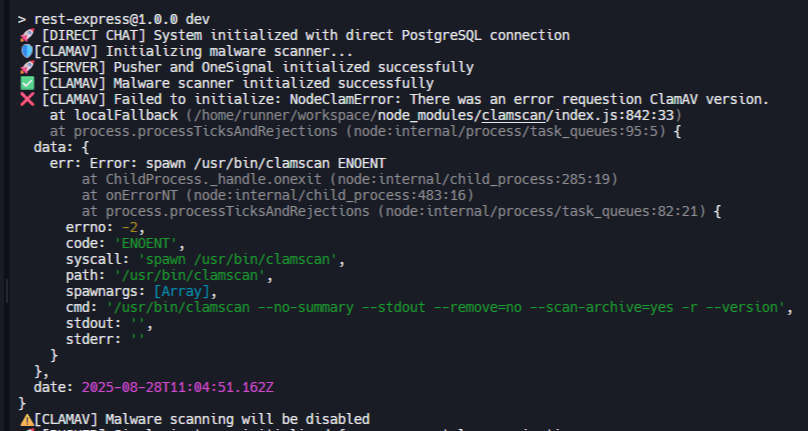 > rest-express@1.0.0 dev
🚀 [DIRECT CHAT] System initialized with direct PostgreSQL connection
🛡️[CLAMAV] Initializing malware scanner...
🚀 [SERVER] Pusher and OneSignal initialized successfully
✅ [CLAMAV] Malware scanner initialized successfully
❌ [CLAMAV] Failed to initialize: NodeClamError: There was an error requestion ClamAV version.
    at localFallback (/home/runner/workspace/node_modules/clamscan/index.js:842:33)
    at process.processTicksAndRejections (node:internal/process/task_queues:95:5) {
  data: {
    err: Error: spawn /usr/bin/clamscan ENOENT
        at ChildProcess._handle.onexit (node:internal/child_process:285:19)
        at onErrorNT (node:internal/child_process:483:16)
        at process.processTicksAndRejections (node:internal/process/task_queues:82:21) {
      errno: -2,
      code: 'ENOENT',
      syscall: 'spawn /usr/bin/clamscan',
      path: '/usr/bin/clamscan',
      spawnargs: [Array],
      cmd: '/usr/bin/clamscan --no-summary --stdout --remove=no --scan-archive=yes -r --version',
      stdout: '',
      stderr: ''
    }
  },
  date: 2025-08-28T11:04:51.162Z
}
⚠️[CLAMAV] Malware scanning will be disabled